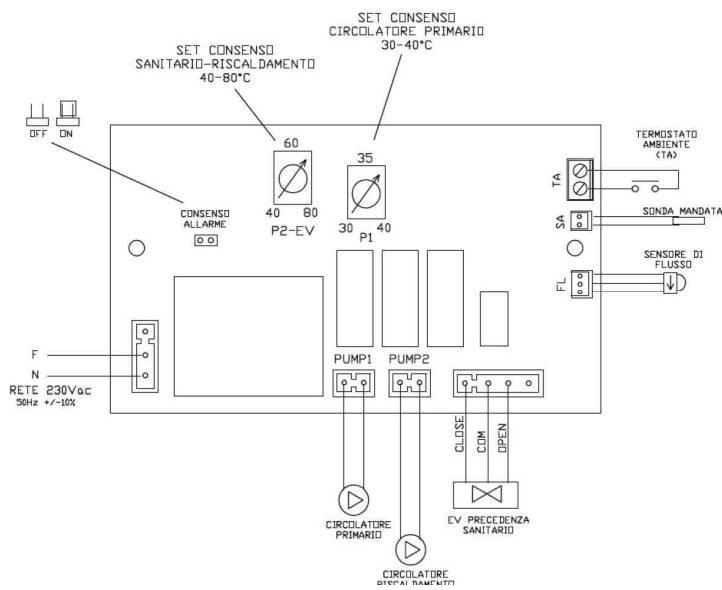 SET CONSENSO
CIRCOLATORE PRIMARIO
30-40°C
SET CONSENSO
SANITARIO-RISCALDAMENTO
40-80°C
OFF ON
60
35
CONSENSO
ALLARME
40 80
P2-EV
30 40
P1
TERMOSTATO
AMBIENTE
(TA)
TA
SA
SONDA MANDATA
SENSORE DI
FLUSSO
FL
F
N
RETE 230Vac
50Hz +/-10%
PUMP1 PUMP2
CLOSE
COM
OPEN
CIRCOLATORE
PRIMARIO
EV PRECEDENZA
SANITARIO
CIRCOLATORE
RISCALDAMENTO